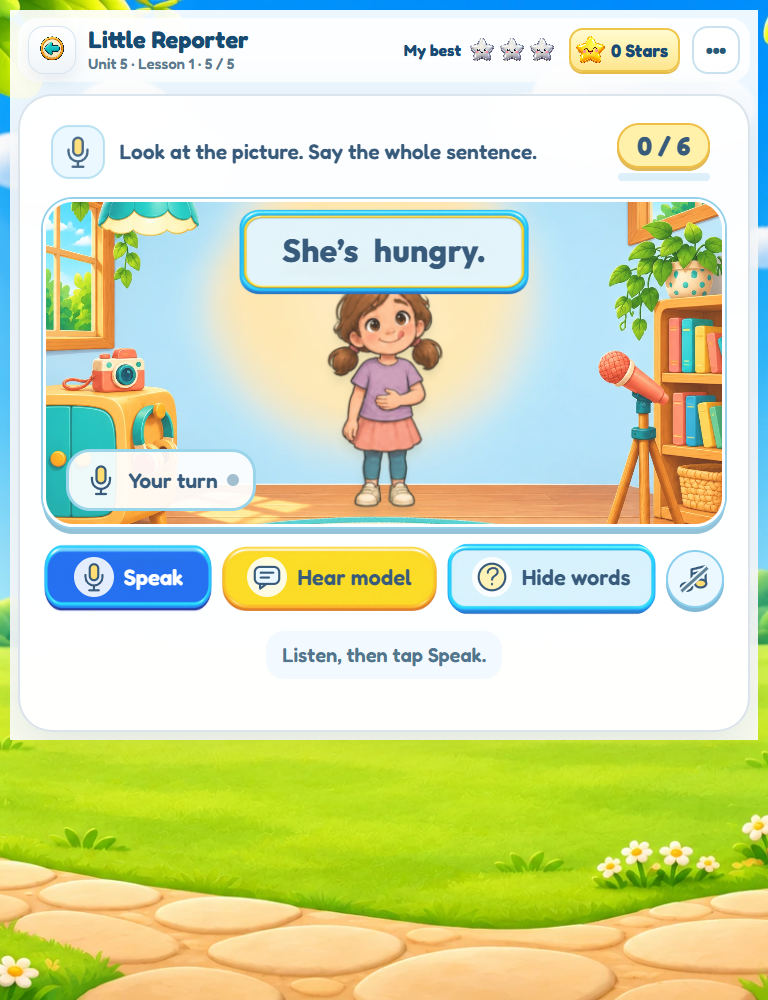 Little Reporter
Unit 5 · Lesson 1 · 5 / 5
My best
0 Stars
Look at the picture. Say the whole sentence.
0 / 6
She’s hungry.
Your turn
Speak
Hear model
Hide words
Listen, then tap Speak.